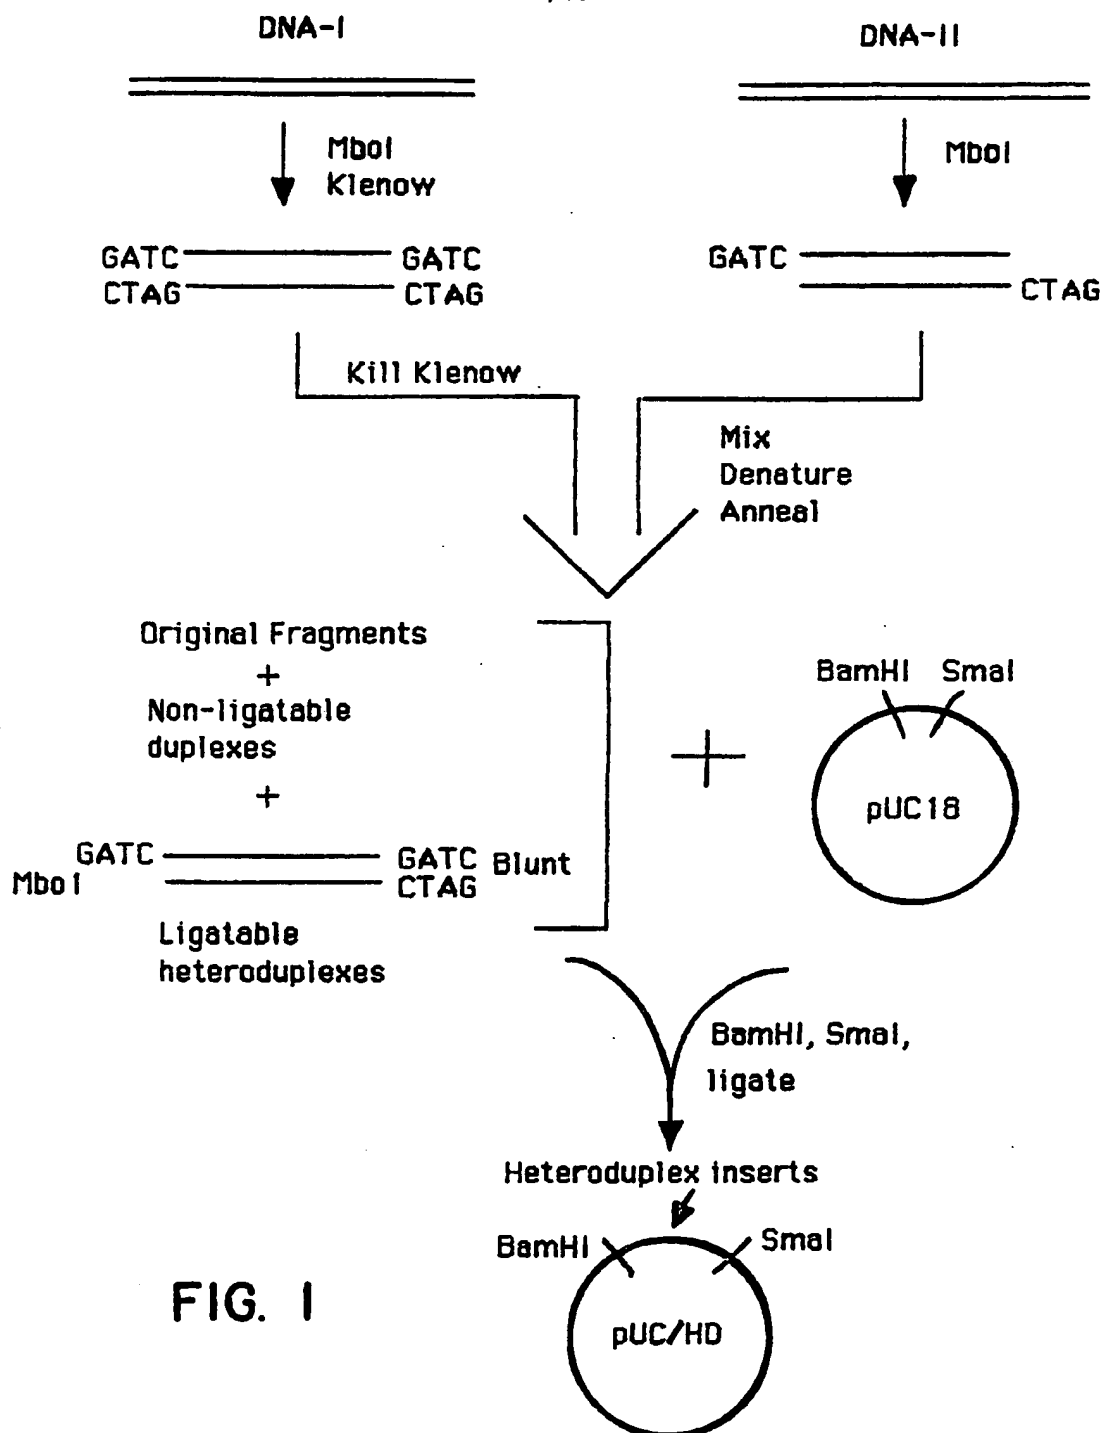 DNA-I
DNA-II
MboI
Klenow
MboI
GATC GATC
CTAG CTAG
GATC
CTAG
Kill Klenow
Mix
Denature
Anneal
Original Fragments
+
Non-ligatable
duplexes
+
GATC GATC Blunt
MboI CTAG
Ligatable
heteroduplexes
+
BamHI SmaI
pUC18
BamHI, SmaI,
ligate
Heteroduplex inserts
BamHI SmaI
pUC/HD
FIG. 1